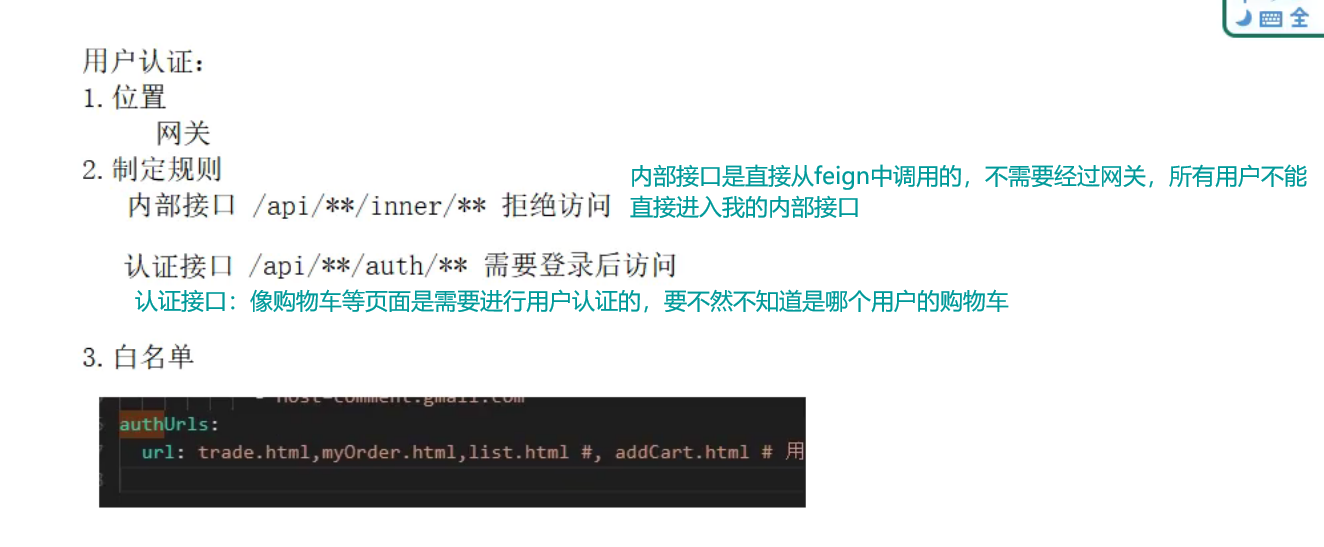 全
用户认证：
1. 位置
网关
2. 制定规则
内部接口 /api/**/inner/** 拒绝访问
内部接口是直接从feign中调用的，不需要经过网关，所有用户不能
直接进入我的内部接口
认证接口 /api/**/auth/** 需要登录后访问
认证接口：像购物车等页面是需要进行用户认证的，要不然不知道是哪个用户的购物车
3. 白名单
- Host=comment.gmall.com
authUrls:
url: trade.html,myOrder.html,list.html #, addCart.html # 用